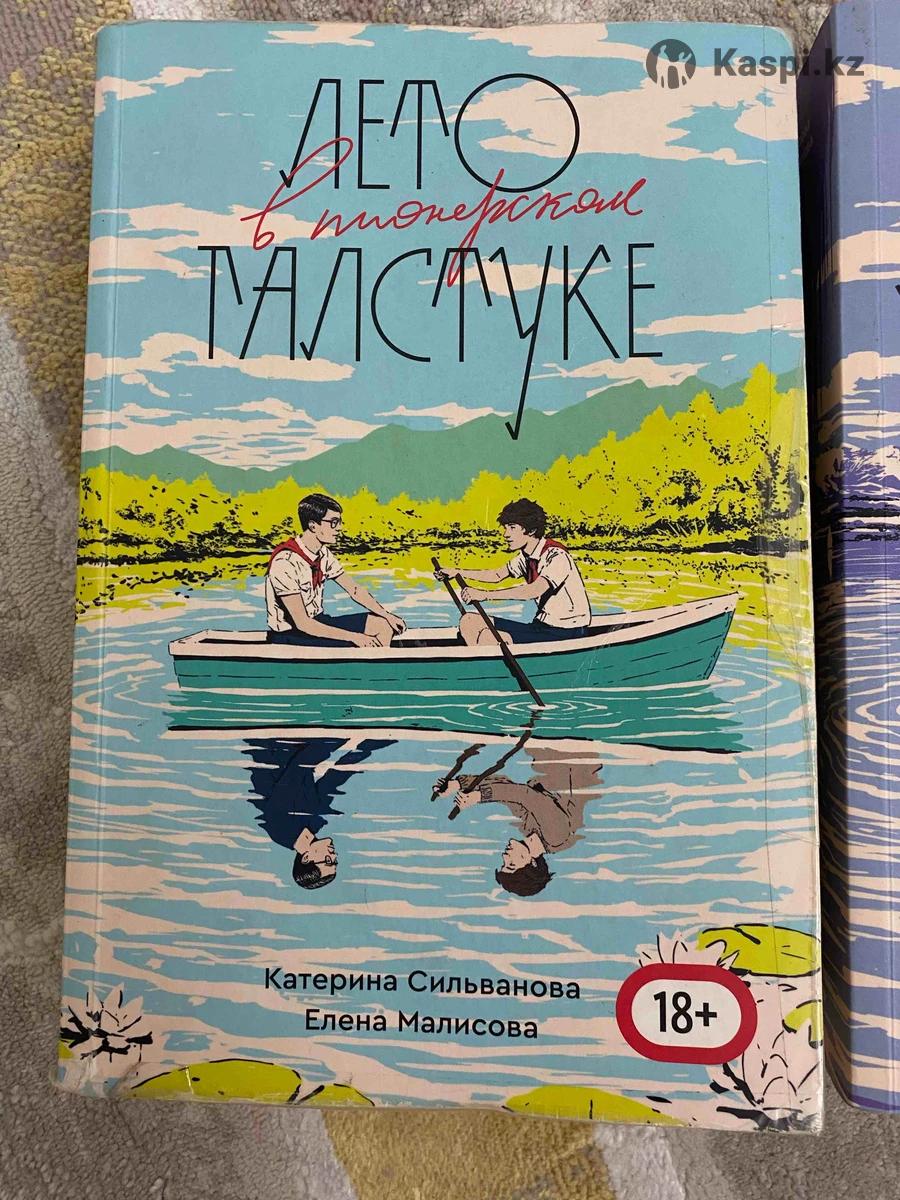 Kaspi.kz
ЛЕТО
в пионерском
ГАЛСТУКЕ
Катерина Сильванова
Елена Малисова
18+